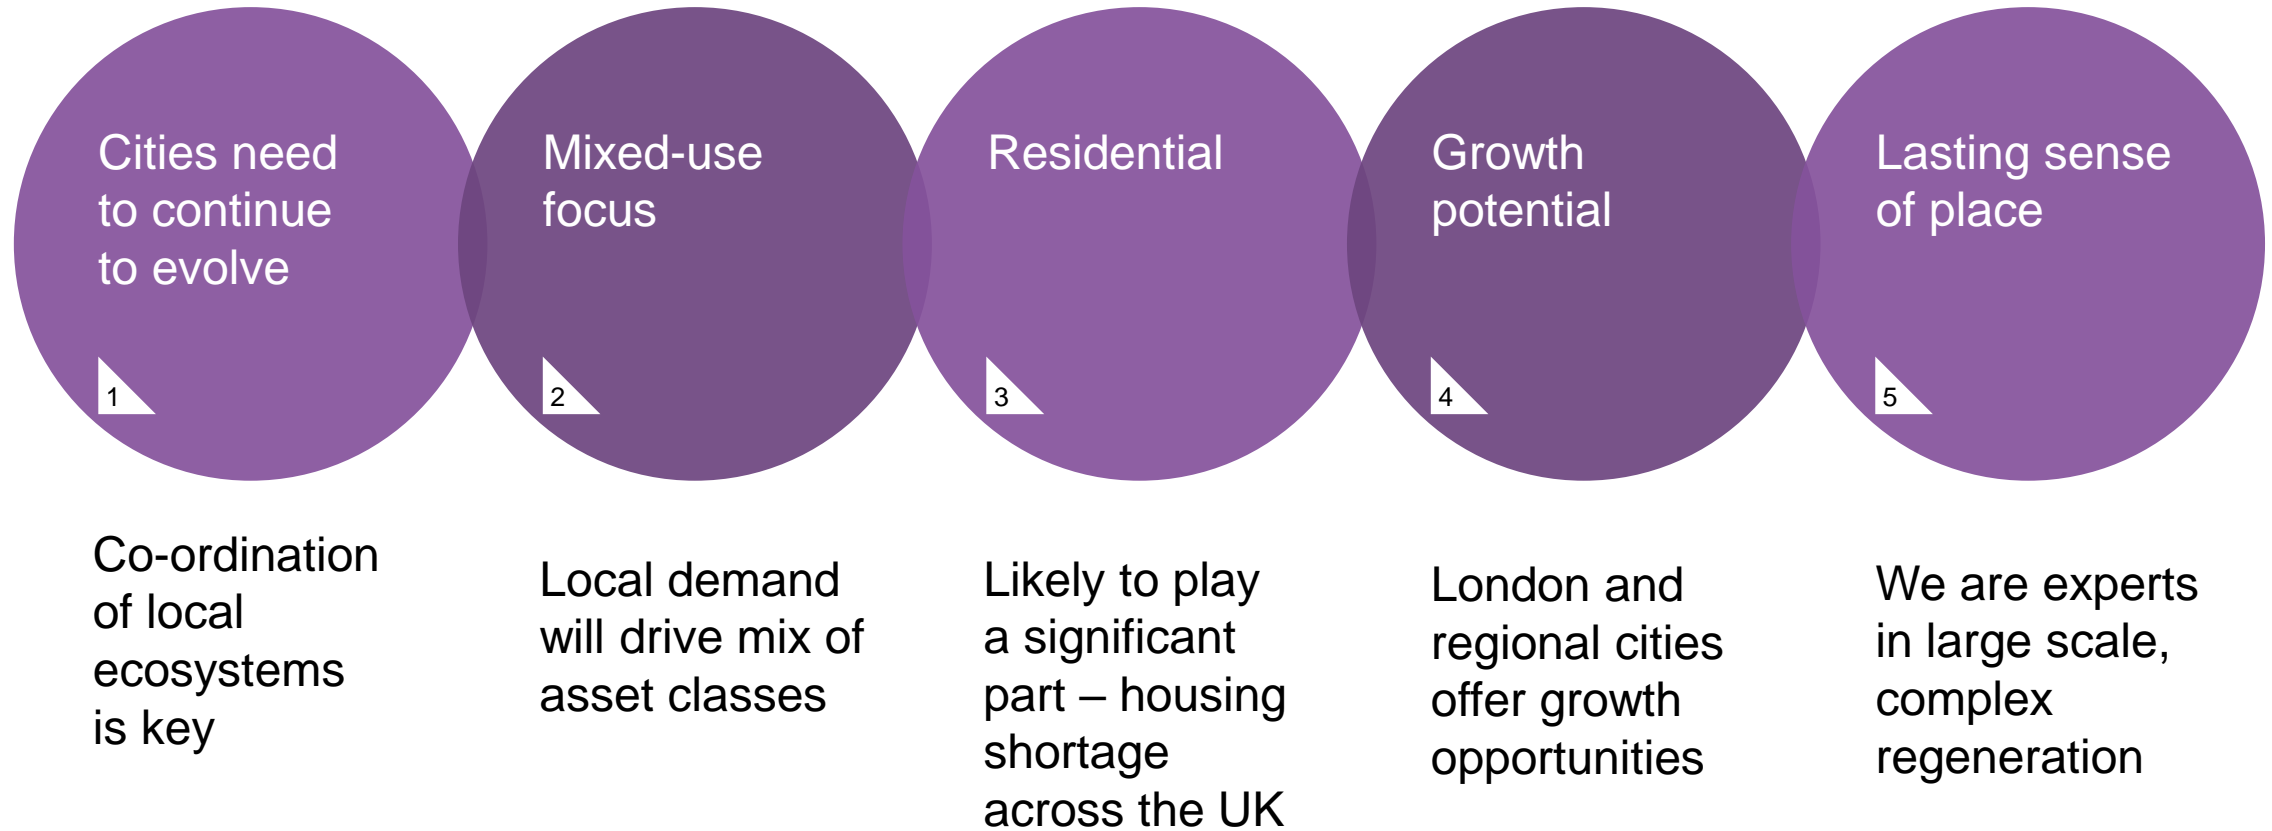 Cities need
to continue
to evolve
1
Co-ordination
of local
ecosystems
is key
Mixed-use
focus
2
Local demand
will drive mix of
asset classes
Residential
3
Likely to play
a significant
part – housing
shortage
across the UK
Growth
potential
4
London and
regional cities
offer growth
opportunities
Lasting sense
of place
5
We are experts
in large scale,
complex
regeneration